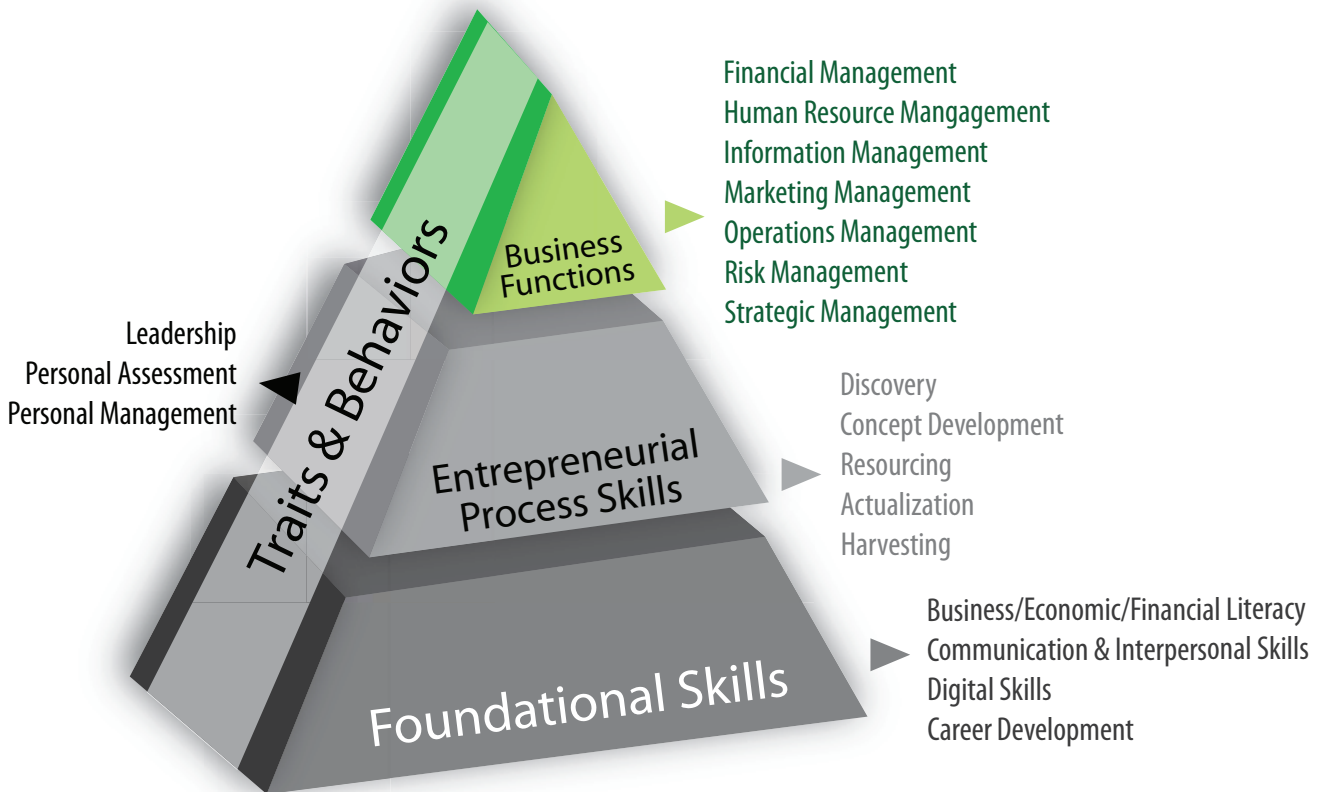 Financial Management
Human Resource Mangagement
Information Management
Marketing Management
Operations Management
Risk Management
Strategic Management
Business
Functions
Traits & Behaviors
Leadership
Personal Assessment
Personal Management
Entrepreneurial
Process Skills
Discovery
Concept Development
Resourcing
Actualization
Harvesting
Foundational Skills
Business/Economic/Financial Literacy
Communication & Interpersonal Skills
Digital Skills
Career Development